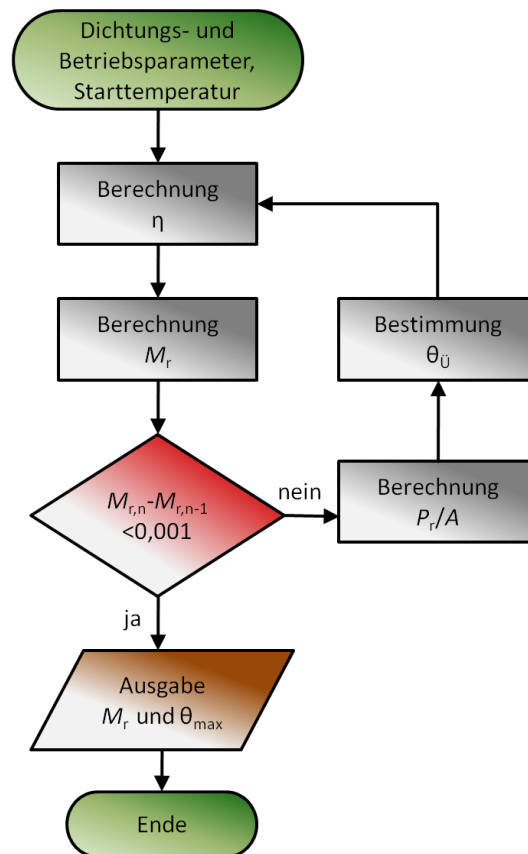 Dichtungs- und
Betriebsparameter,
Starttemperatur
Berechnung
η
Berechnung
Mr
Mr,n-Mr,n-1
<0,001
nein
Berechnung
Pr/A
Bestimmung
θÜ
ja
Ausgabe
Mr und θmax
Ende